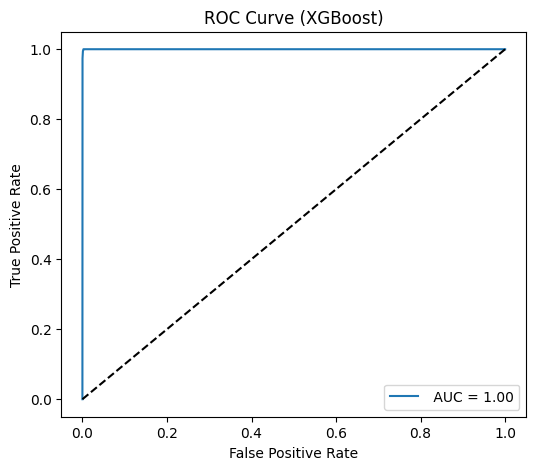 ROC Curve (XGBoost)
True Positive Rate
1.0
0.8
0.6
0.4
0.2
0.0
AUC = 1.00
0.0 0.2 0.4 0.6 0.8 1.0
False Positive Rate